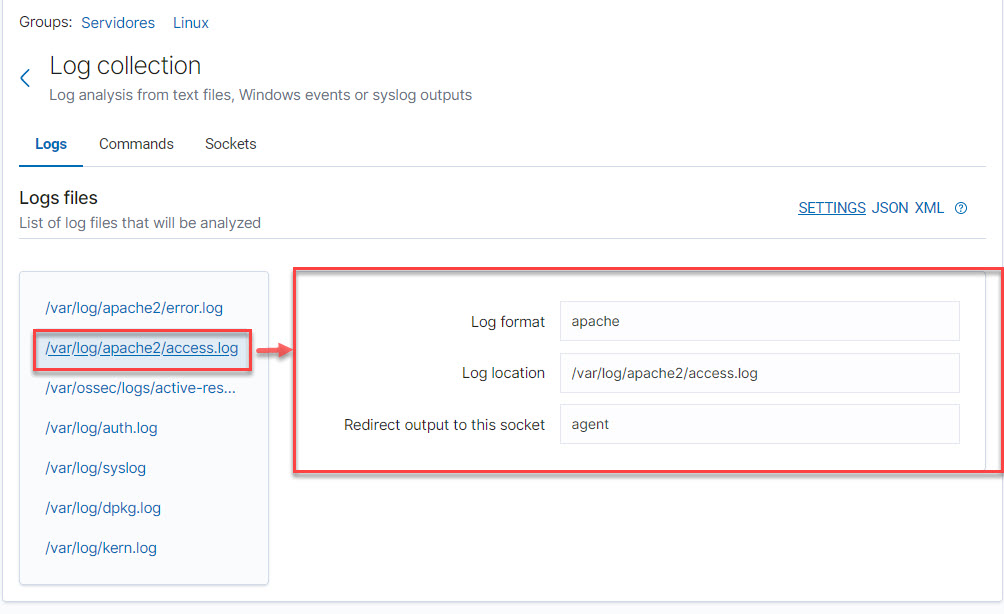 Groups: Servidores Linux
Log collection
Log analysis from text files, Windows events or syslog outputs
Logs Commands Sockets
Logs files
List of log files that will be analyzed
SETTINGS JSON XML ?
/var/log/apache2/error.log
/var/log/apache2/access.log
/var/ossec/logs/active-res...
/var/log/auth.log
/var/log/syslog
/var/log/dpkg.log
/var/log/kern.log
Log format apache
Log location /var/log/apache2/access.log
Redirect output to this socket agent